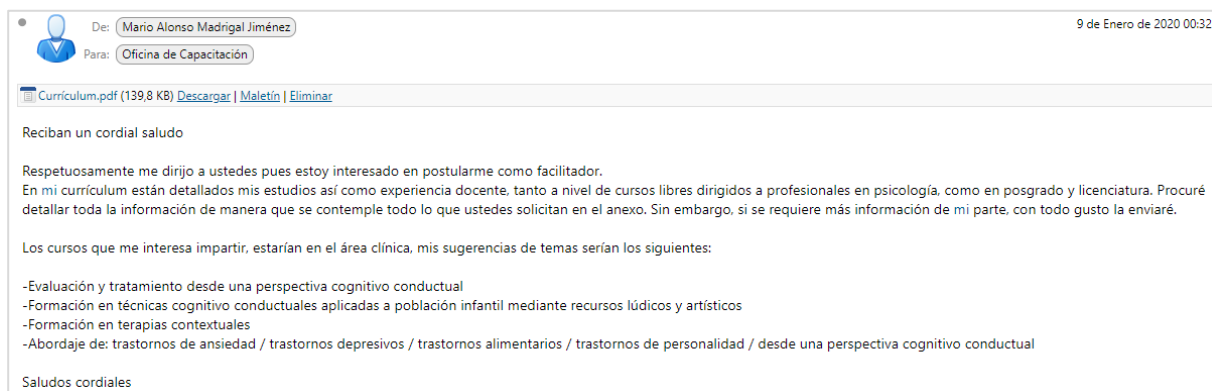 De: Mario Alonso Madrigal Jiménez
9 de Enero de 2020 00:32
Para: Oficina de Capacitación
Currículum.pdf (139,8 KB) Descargar | Maletín | Eliminar
Reciban un cordial saludo
Respetuosamente me dirijo a ustedes pues estoy interesado en postularme como facilitador.
En mi currículum están detallados mis estudios así como experiencia docente, tanto a nivel de cursos libres dirigidos a profesionales en psicología, como en posgrado y licenciatura. Procuré
detallar toda la información de manera que se contemple todo lo que ustedes solicitan en el anexo. Sin embargo, si se requiere más información de mi parte, con todo gusto la enviaré.
Los cursos que me interesa impartir, estarían en el área clínica, mis sugerencias de temas serían los siguientes:
-Evaluación y tratamiento desde una perspectiva cognitivo conductual
-Formación en técnicas cognitivo conductuales aplicadas a población infantil mediante recursos lúdicos y artísticos
-Formación en terapias contextuales
-Abordaje de: trastornos de ansiedad / trastornos depresivos / trastornos alimentarios / trastornos de personalidad / desde una perspectiva cognitivo conductual
Saludos cordiales